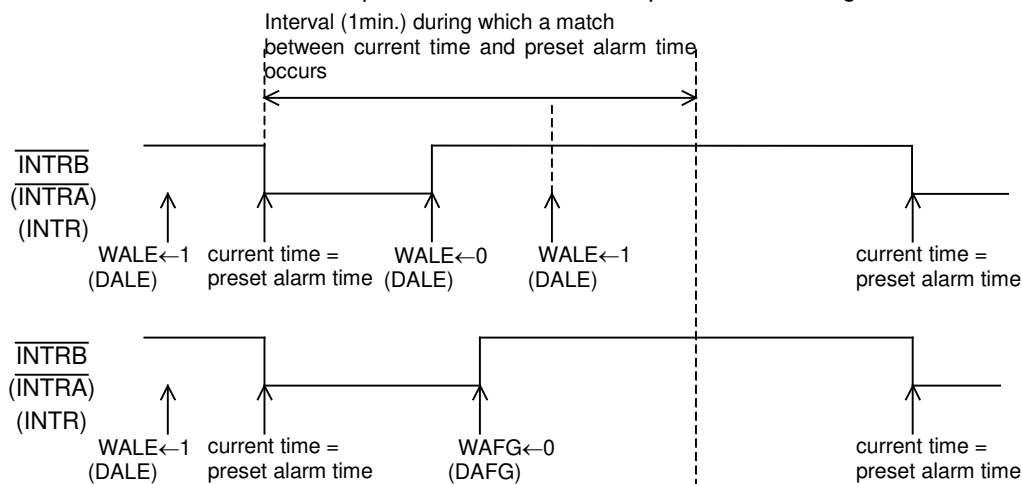 Interval (1min.) during which a match
between current time and preset alarm time
occurs
INTRB
(INTRA)
(INTR)
WALE←1
(DALE)
current time =
preset alarm time
WALE←0
(DALE)
WALE←1
(DALE)
current time =
preset alarm time
INTRB
(INTRA)
(INTR)
WALE←1
(DALE)
current time =
preset alarm time
WAFG←0
(DAFG)
current time =
preset alarm time